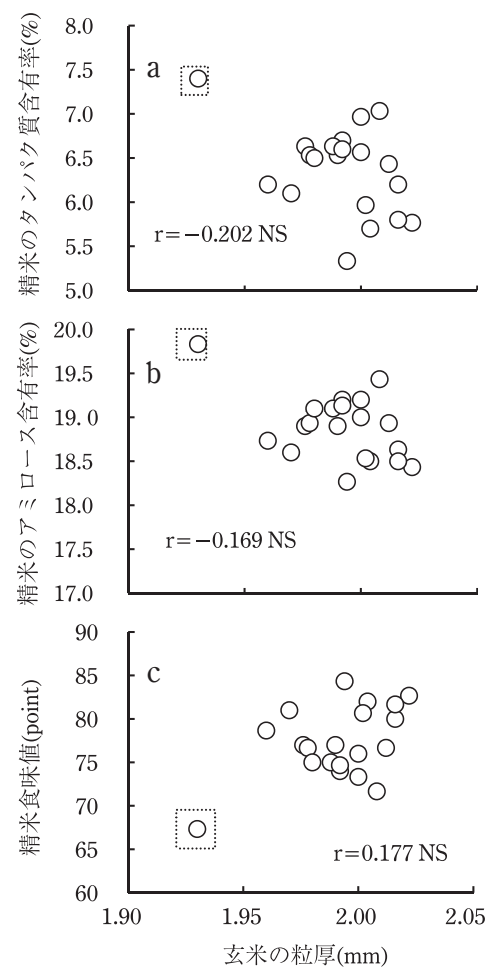 精米のタンパク質含有率(%)
8.0
7.5
7.0
6.5
6.0
5.5
5.0
a
r=−0.202 NS
精米のアミロース含有率(%)
20.0
19.5
19.0
18.5
18.0
17.5
17.0
b
r=−0.169 NS
精米食味値(point)
90
85
80
75
70
65
60
c
r=0.177 NS
1.90 1.95 2.00 2.05
玄米の粒厚(mm)